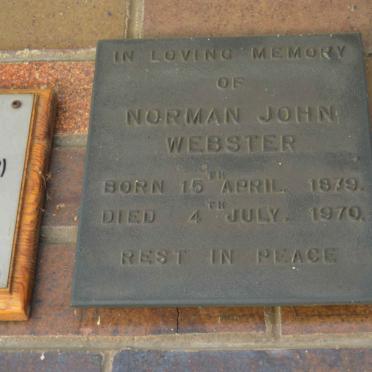 IN LOVING MEMORY
OF
NORMAN JOHN
WEBSTER
BORN 15TH APRIL. 1879.
DIED 4TH JULY. 1970.
REST IN PEACE
)